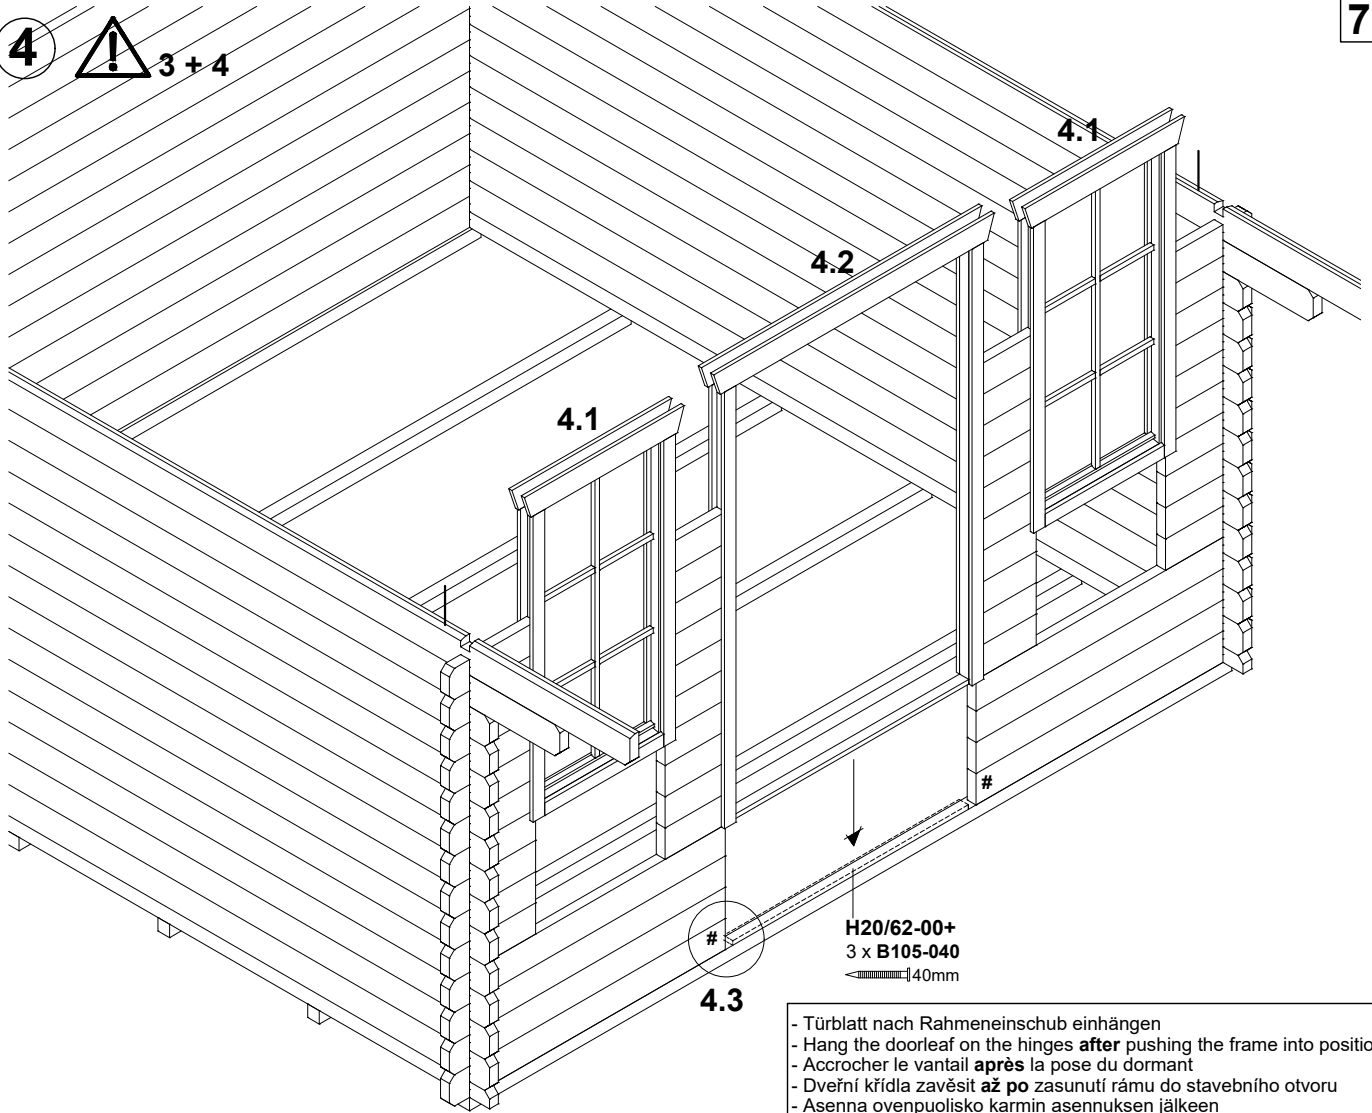 4
3 + 4
7
4.1
4.2
4.1
#
#
H20/62-00+
3 x B105-040
40mm
4.3
- Türblatt nach Rahmeneinschub einhängen
- Hang the doorleaf on the hinges after pushing the frame into positio
- Accrocher le vantail après la pose du dormant
- Dveřní křídla zavěsit až po zasunutí rámu do stavebního otvoru
- Asenna ovenpuolisko karmin asennuksen jälkeen